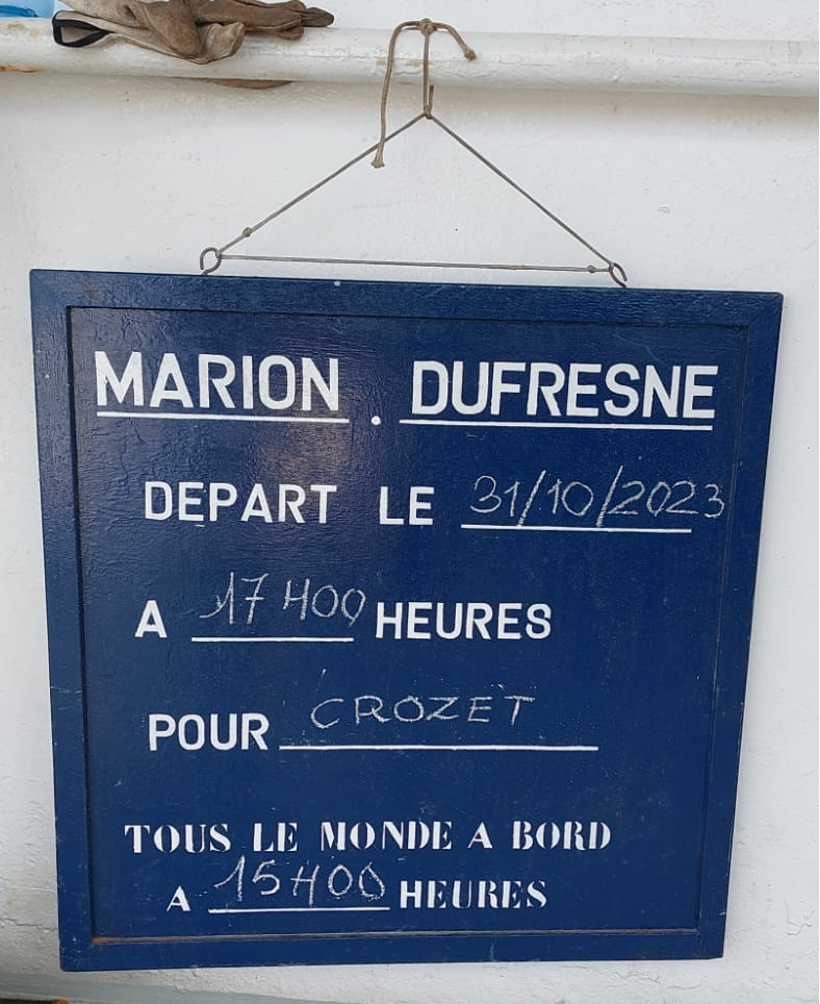 MARION . DUFRESNE
DEPART LE 31/10/2023
A 17H00 HEURES
POUR CROZET
TOUS LE MONDE A BORD
A 15H00 HEURES